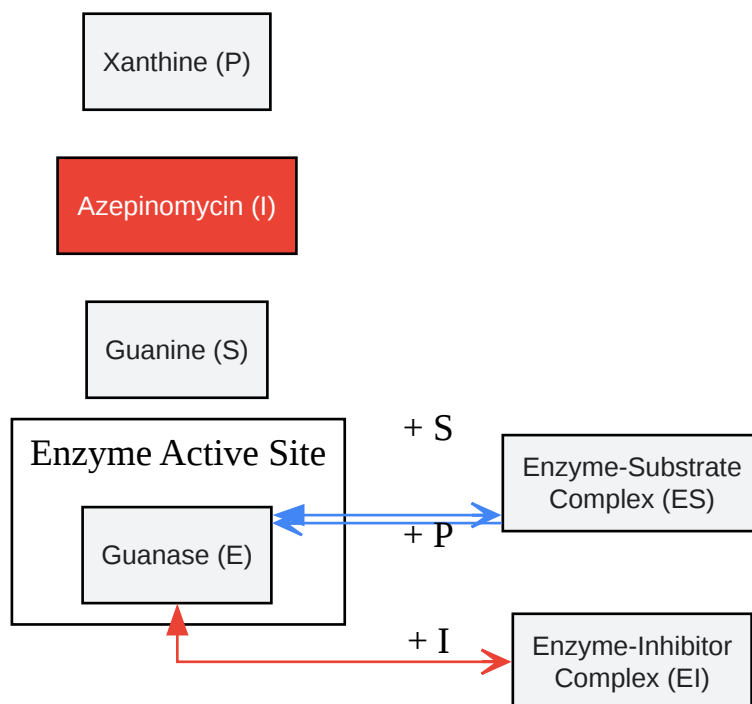 Xanthine (P)
Azepinomycin (I)
Guanine (S)
Enzyme Active Site
Guanase (E)
+ S
+ P
Enzyme-Substrate
Complex (ES)
+ I
Enzyme-Inhibitor
Complex (EI)